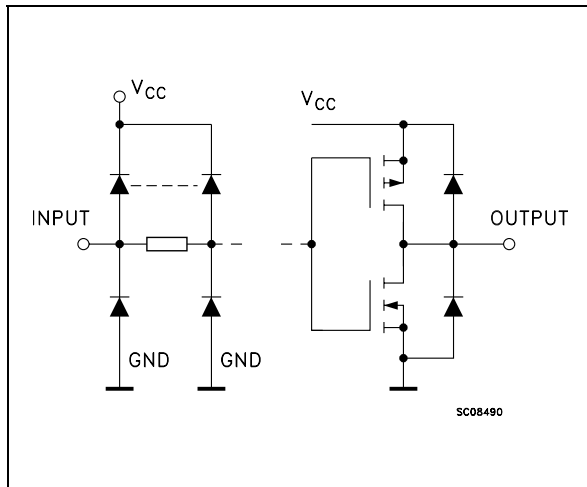 VCC
VCC
INPUT
OUTPUT
GND
GND
SC08490